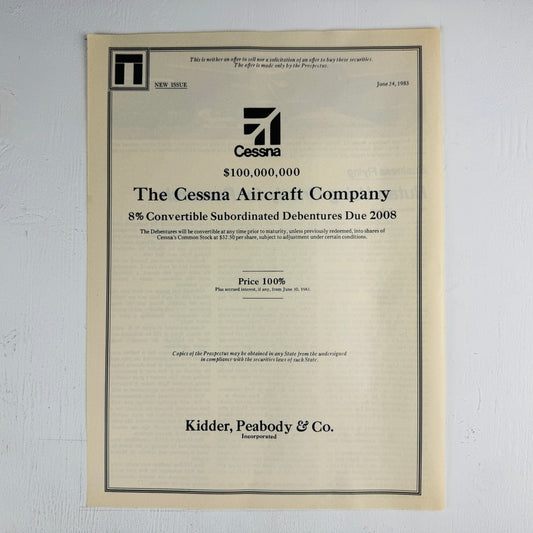 This is neither an offer to sell nor a solicitation of an offer to buy these securities.
The offer is made only by the Prospectus.
NEW ISSUE
June 24, 1983
Cessna
$100,000,000
The Cessna Aircraft Company
8% Convertible Subordinated Debentures Due 2008
The Debentures will be convertible at any time prior to maturity, unless previously redeemed, into shares of
Cessna's Common Stock at $32.50 per share, subject to adjustment under certain conditions.
Price 100%
Plus accrued interest, if any, from June 30, 1983.
Copies of the Prospectus may be obtained in any State from the undersigned
in compliance with the securities laws of such State.
Kidder, Peabody & Co.
Incorporated